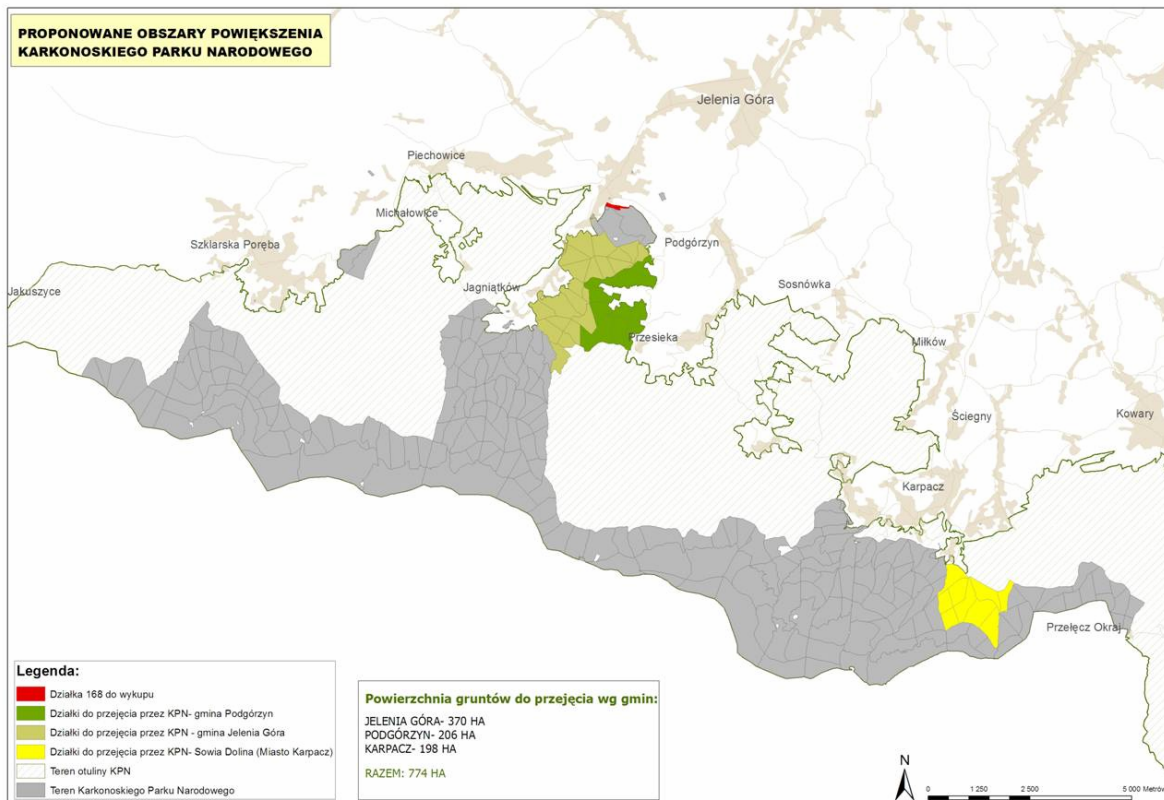 PROPONOWANE OBSZARY POWIĘKSZENIA
KARKONOSKIEGO PARKU NARODOWEGO
Jelenia Góra
Piechowice
Michałowice
Szklarska Poręba
Podgórzyn
Jakuszyce
Jagniątków
Sosnówka
Przesieka
Miłków
Ściegny
Kowary
Karpacz
Przełęcz Okraj
Legenda:
Działka 168 do wykupu
Działki do przejęcia przez KPN- gmina Podgórzyn
Działki do przejęcia przez KPN - gmina Jelenia Góra
Działki do przejęcia przez KPN- Sowia Dolina (Miasto Karpacz)
Teren otuliny KPN
Teren Karkonoskiego Parku Narodowego
Powierzchnia gruntów do przejęcia wg gmin:
JELENIA GÓRA- 370 HA
PODGÓRZYN- 206 HA
KARPACZ- 198 HA
RAZEM: 774 HA
N
0 1 250 2 500 5 000 Metrów